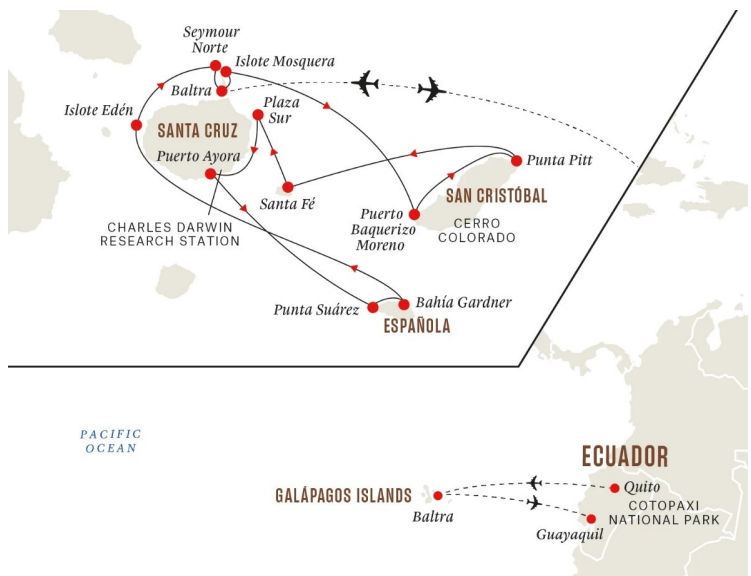 Seymour
Norte
Islote Mosquera
Baltra
Plaza
Sur
Islote Edén
SANTA CRUZ
Puerto Ayora
Punta Pitt
Santa Fé
SAN CRISTÓBAL
Puerto
Baquerizo
Moreno
CERRO
COLORADO
CHARLES DARWIN
RESEARCH STATION
Punta Suárez
Bahía Gardner
ESPAÑOLA
PACIFIC
OCEAN
ECUADOR
GALÁPAGOS ISLANDS
Baltra
Quito
COTOPAXI
NATIONAL PARK
Guayaquil